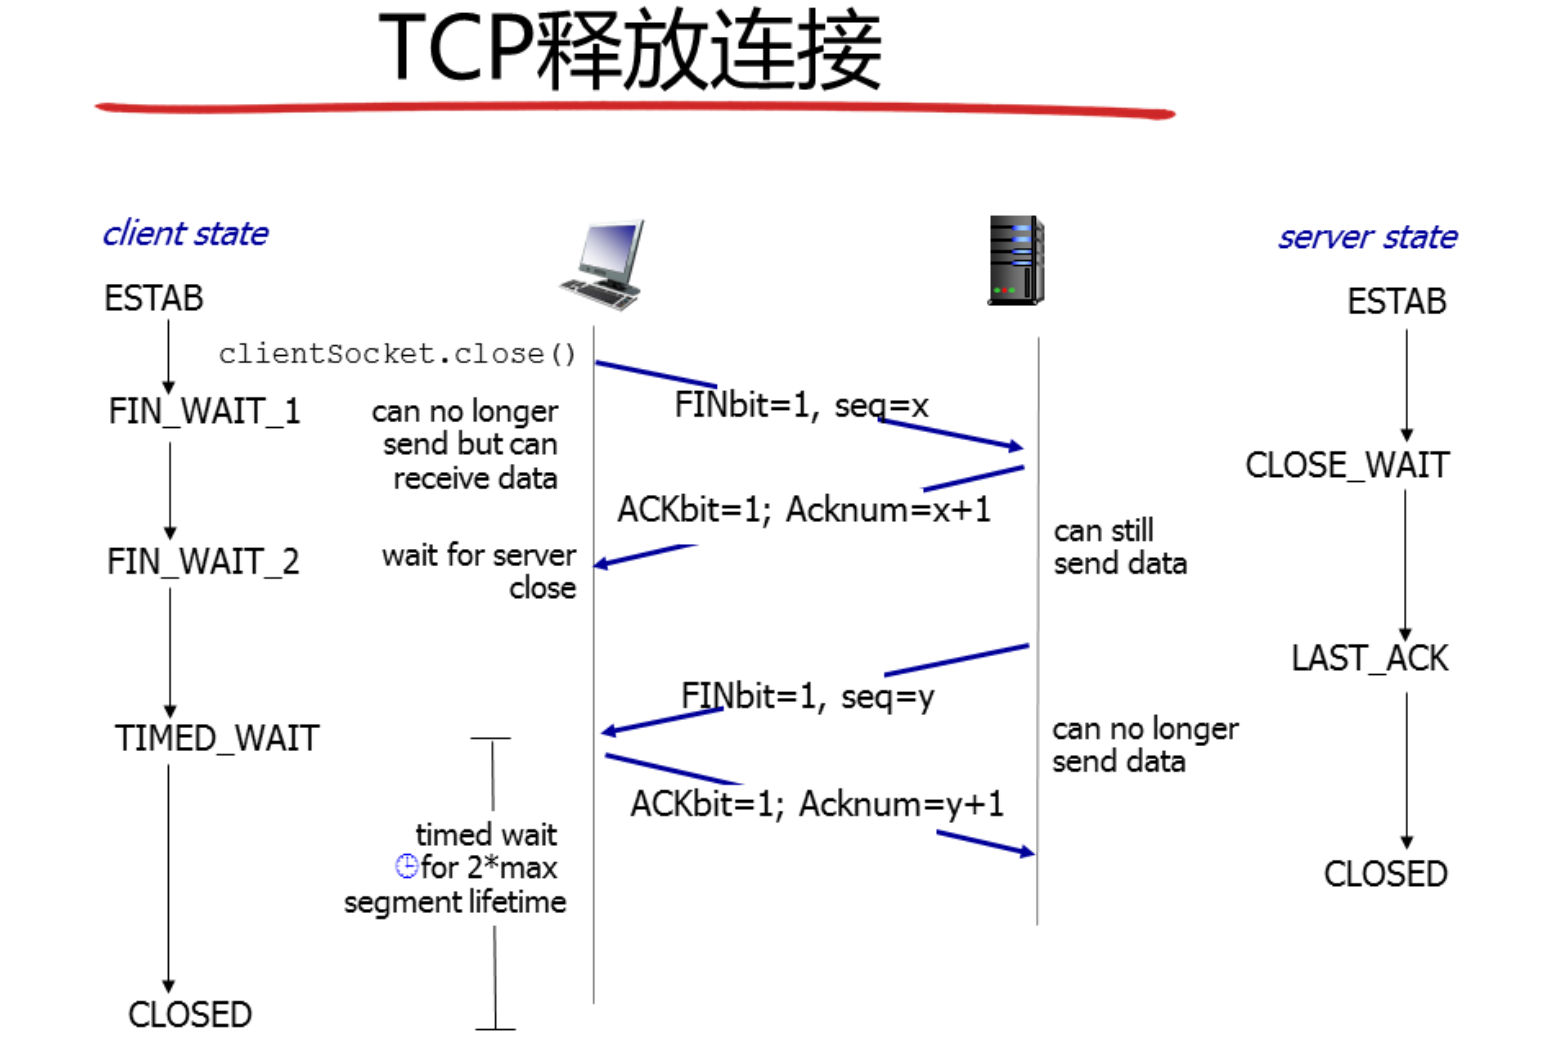 TCP释放连接
client state
server state
ESTAB
ESTAB
clientSocket.close()
FINbit=1, seq=x
FIN_WAIT_1
can no longer
send but can
receive data
CLOSE_WAIT
ACKbit=1; Acknum=x+1
can still
send data
FIN_WAIT_2
wait for server
close
LAST_ACK
FINbit=1, seq=y
TIMED_WAIT
can no longer
send data
ACKbit=1; Acknum=y+1
timed wait
for 2*max
segment lifetime
CLOSED
CLOSED